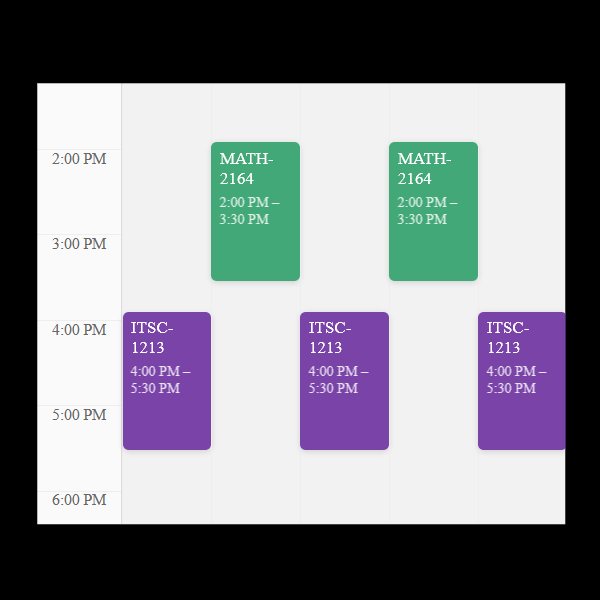 2:00 PM
3:00 PM
4:00 PM
5:00 PM
6:00 PM
MATH-
2164
2:00 PM –
3:30 PM
MATH-
2164
2:00 PM –
3:30 PM
ITSC-
1213
4:00 PM –
5:30 PM
ITSC-
1213
4:00 PM –
5:30 PM
ITSC-
1213
4:00 PM –
5:30 PM